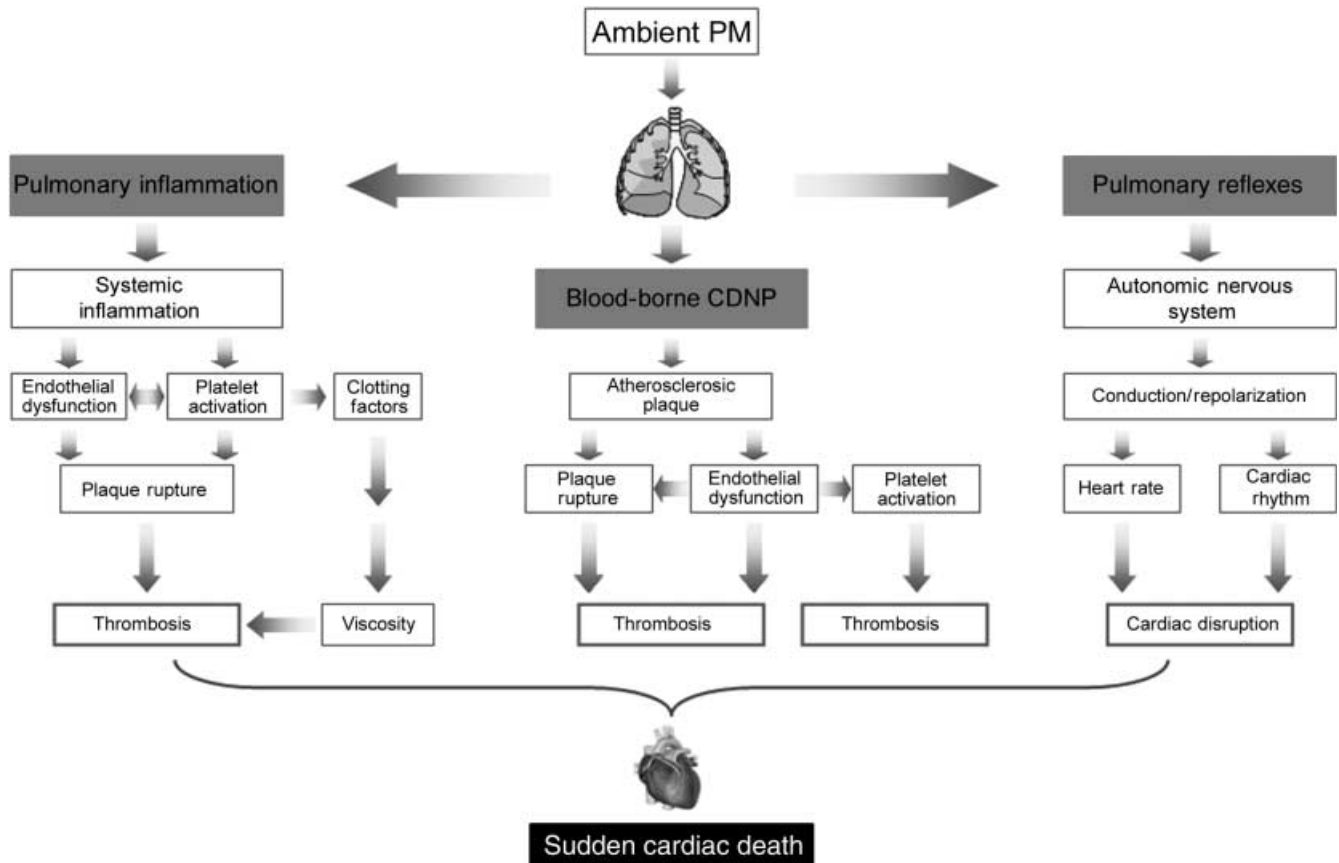 Ambient PM
Pulmonary inflammation
Pulmonary reflexes
Systemic
inflammation
Blood-borne CDNP
Autonomic nervous
system
Endothelial
dysfunction
Platelet
activation
Clotting
factors
Atherosclerosic
plaque
Conduction/repolarization
Plaque rupture
Plaque
rupture
Endothelial
dysfunction
Platelet
activation
Heart rate
Cardiac
rhythm
Thrombosis
Viscosity
Thrombosis
Thrombosis
Cardiac disruption
Sudden cardiac death